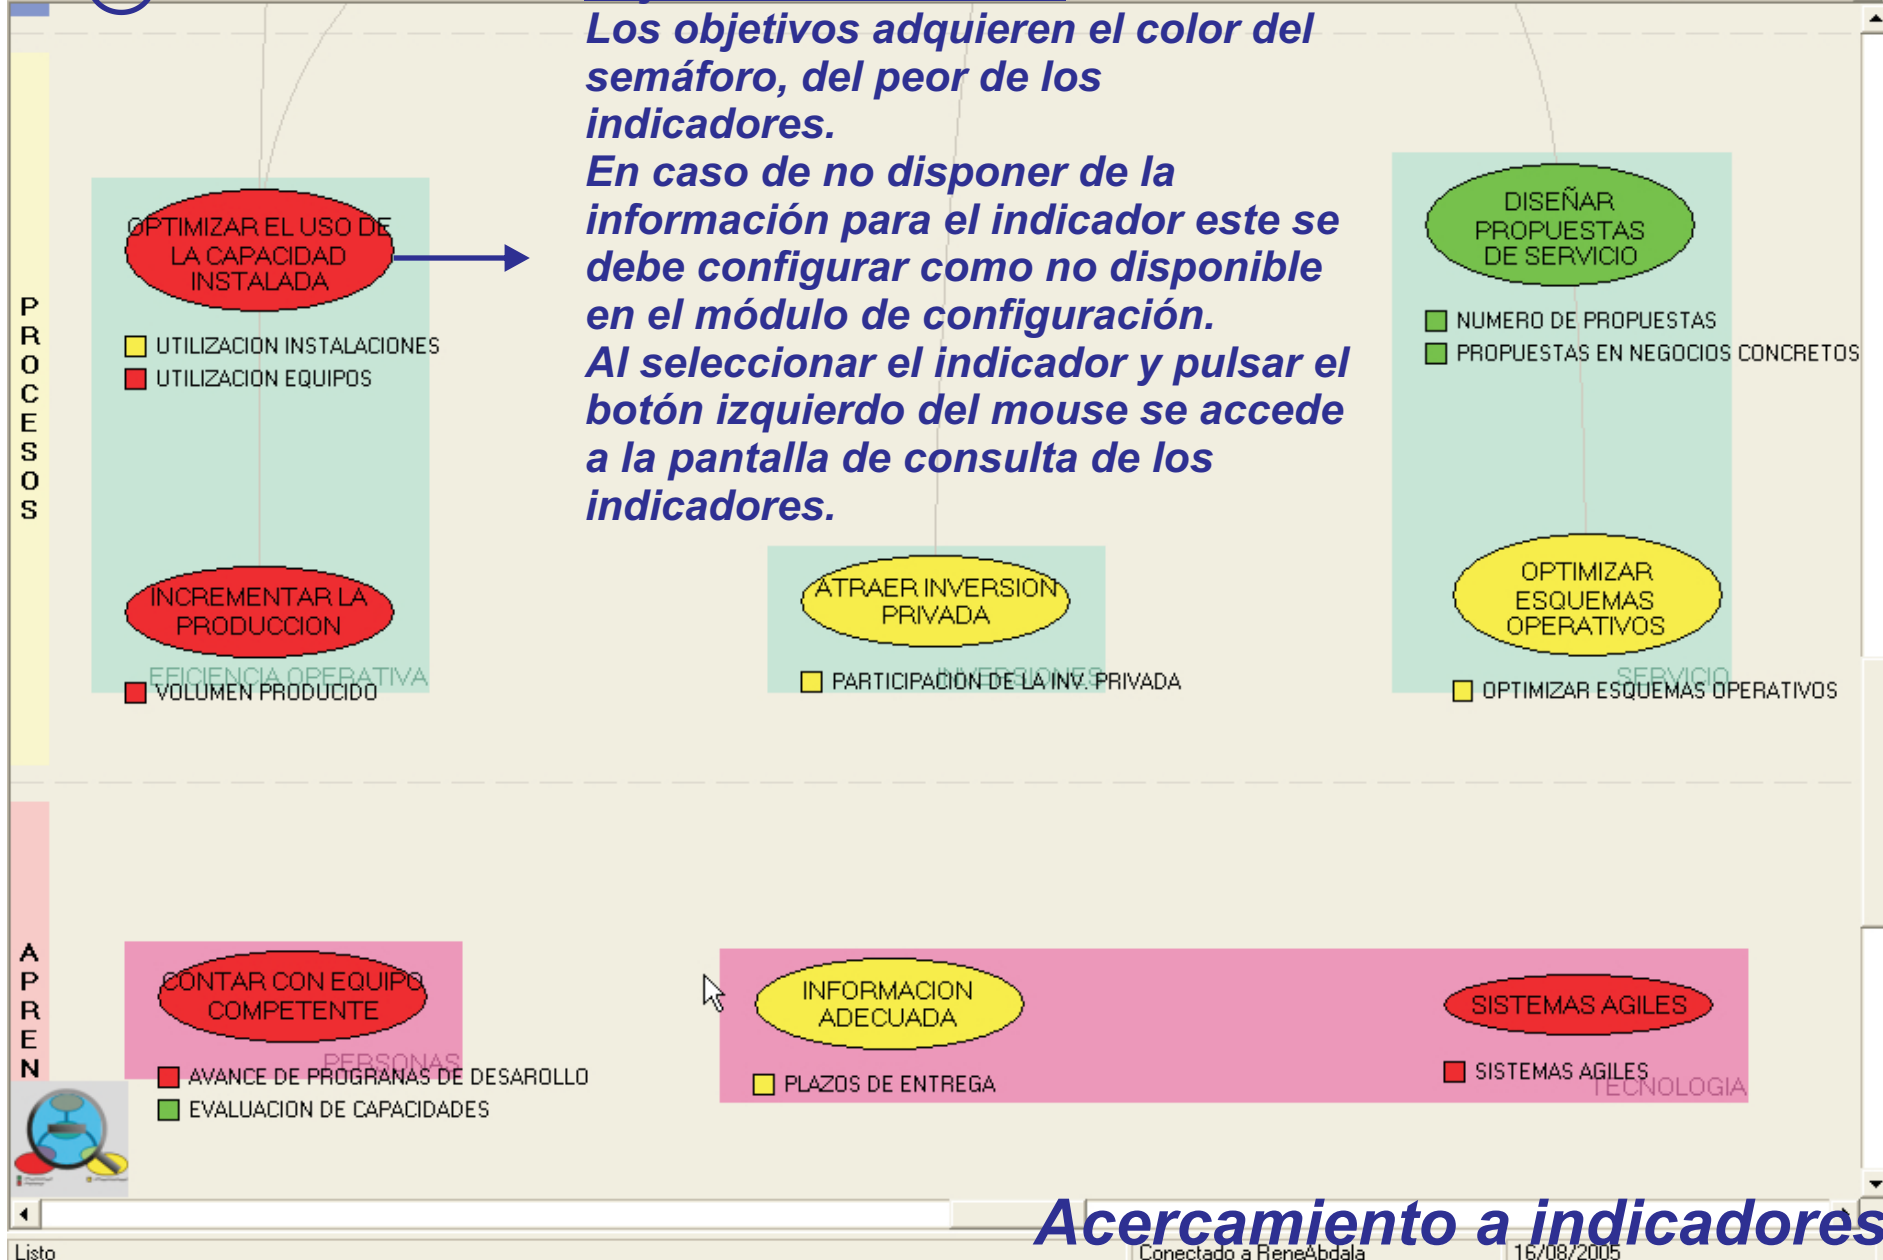 Los objetivos adquieren el color del
semáforo, del peor de los
indicadores.
En caso de no disponer de la
información para el indicador este se
debe configurar como no disponible
en el módulo de configuración.
Al seleccionar el indicador y pulsar el
botón izquierdo del mouse se accede
a la pantalla de consulta de los
indicadores.
PROCESOS
OPTIMIZAR EL USO DE
LA CAPACIDAD
INSTALADA
UTILIZACION INSTALACIONES
UTILIZACION EQUIPOS
INCREMENTAR LA
PRODUCCION
EFICIENCIA OPERATIVA
VOLUMEN PRODUCIDO
ATRAER INVERSION
PRIVADA
INVERSIONES
PARTICIPACION DE LA INV. PRIVADA
DISEÑAR
PROPUESTAS
DE SERVICIO
NUMERO DE PROPUESTAS
PROPUESTAS EN NEGOCIOS CONCRETOS
OPTIMIZAR
ESQUEMAS
OPERATIVOS
SERVICIO
OPTIMIZAR ESQUEMAS OPERATIVOS
APREN
CONTAR CON EQUIPO
COMPETENTE
PERSONAS
AVANCE DE PROGRANAS DE DESAROLLO
EVALUACION DE CAPACIDADES
INFORMACION
ADECUADA
PLAZOS DE ENTREGA
SISTEMAS AGILES
SISTEMAS AGILES
TECNOLOGIA
Acercamiento a indicadores
Listo
Conectado a ReneAbdala
16/08/2005